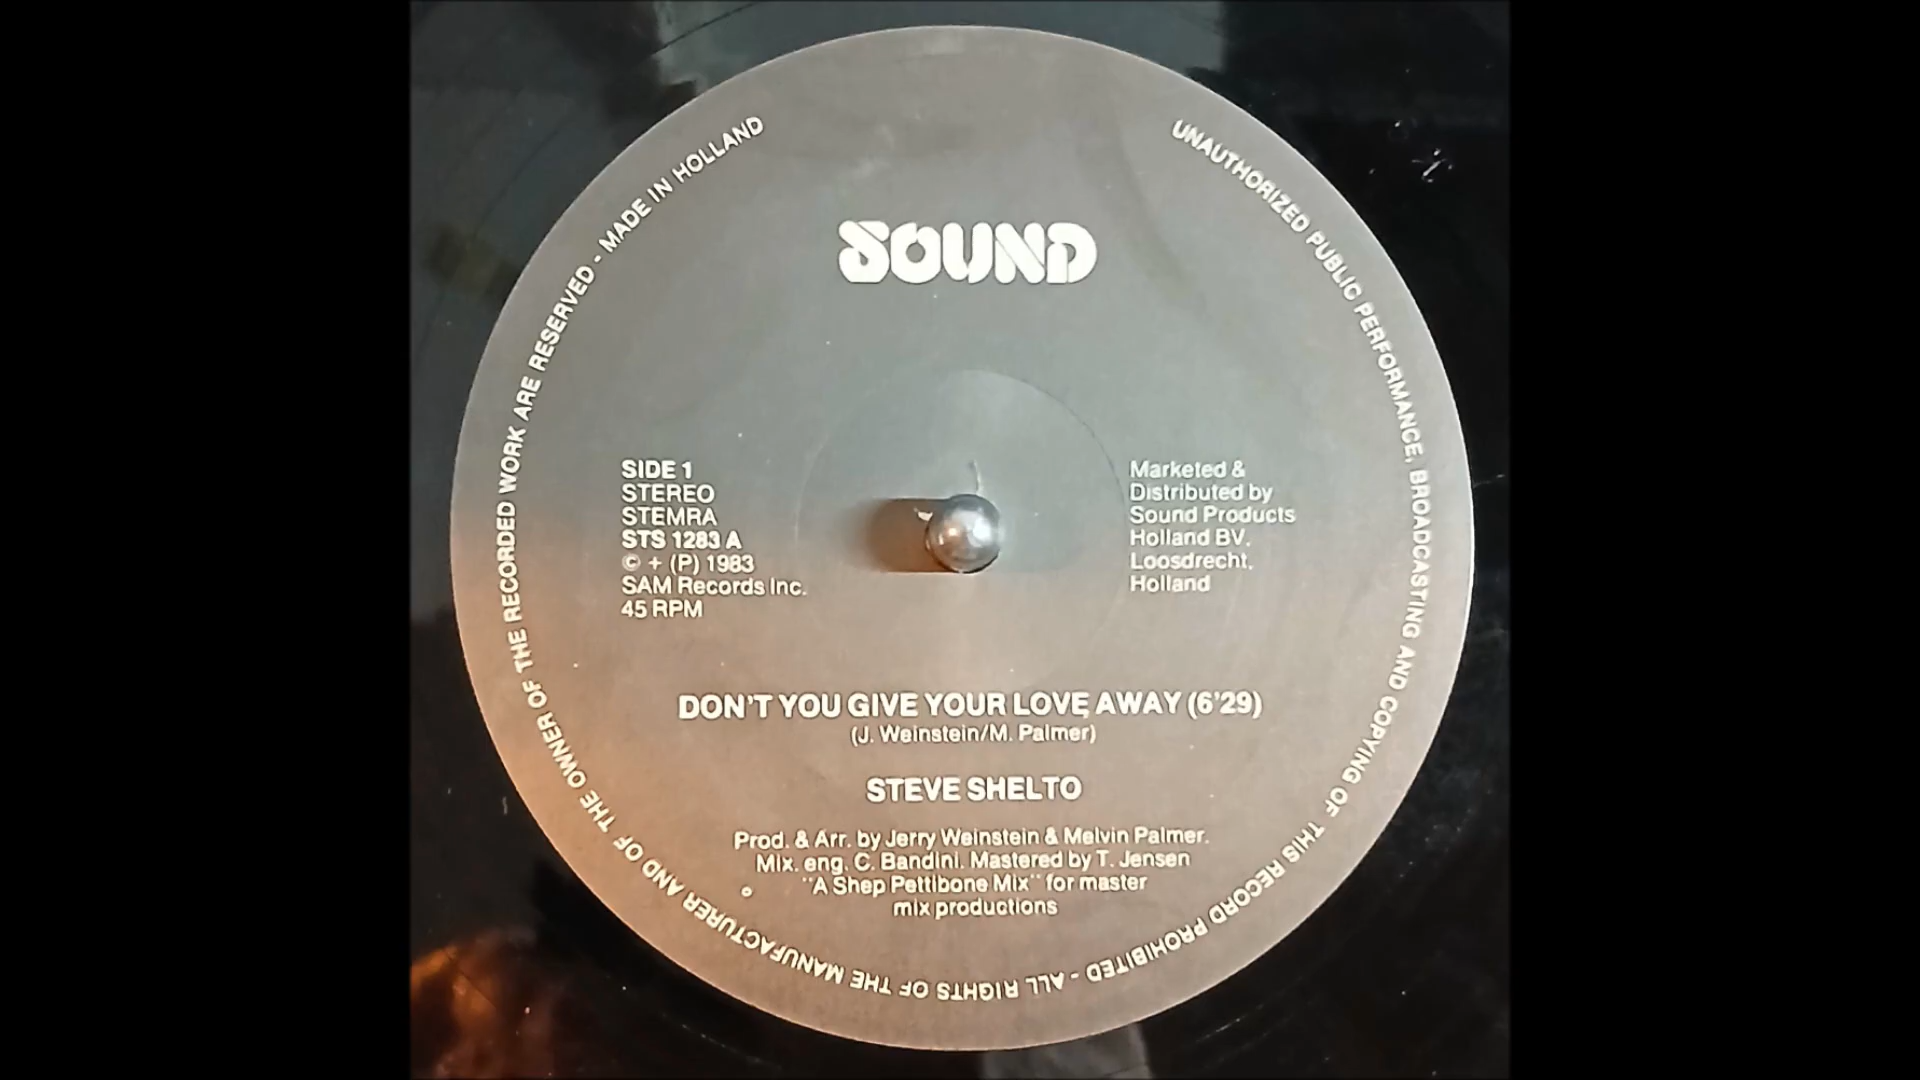 SOUND
SIDE 1
STEREO
STEMRA
STS 1283 A
© + (P) 1983
SAM Records Inc.
45 RPM
Marketed &
Distributed by
Sound Products
Holland BV.
Loosdrecht.
Holland
DON'T YOU GIVE YOUR LOVE AWAY (6'29)
(J. Weinstein/M. Palmer)
STEVE SHELTO
Prod. & Arr. by Jerry Weinstein & Melvin Palmer.
Mix. eng. C. Bandini. Mastered by T. Jensen
"A Shep Pettibone Mix" for master
mix productions
UNAUTHORIZED PUBLIC PERFORMANCE, BROADCASTING AND COPYING OF THIS RECORD PROHIBITED - ALL RIGHTS OF THE MANUFACTURER AND OF THE OWNER OF THE RECORDED WORK ARE RESERVED - MADE IN HOLLAND